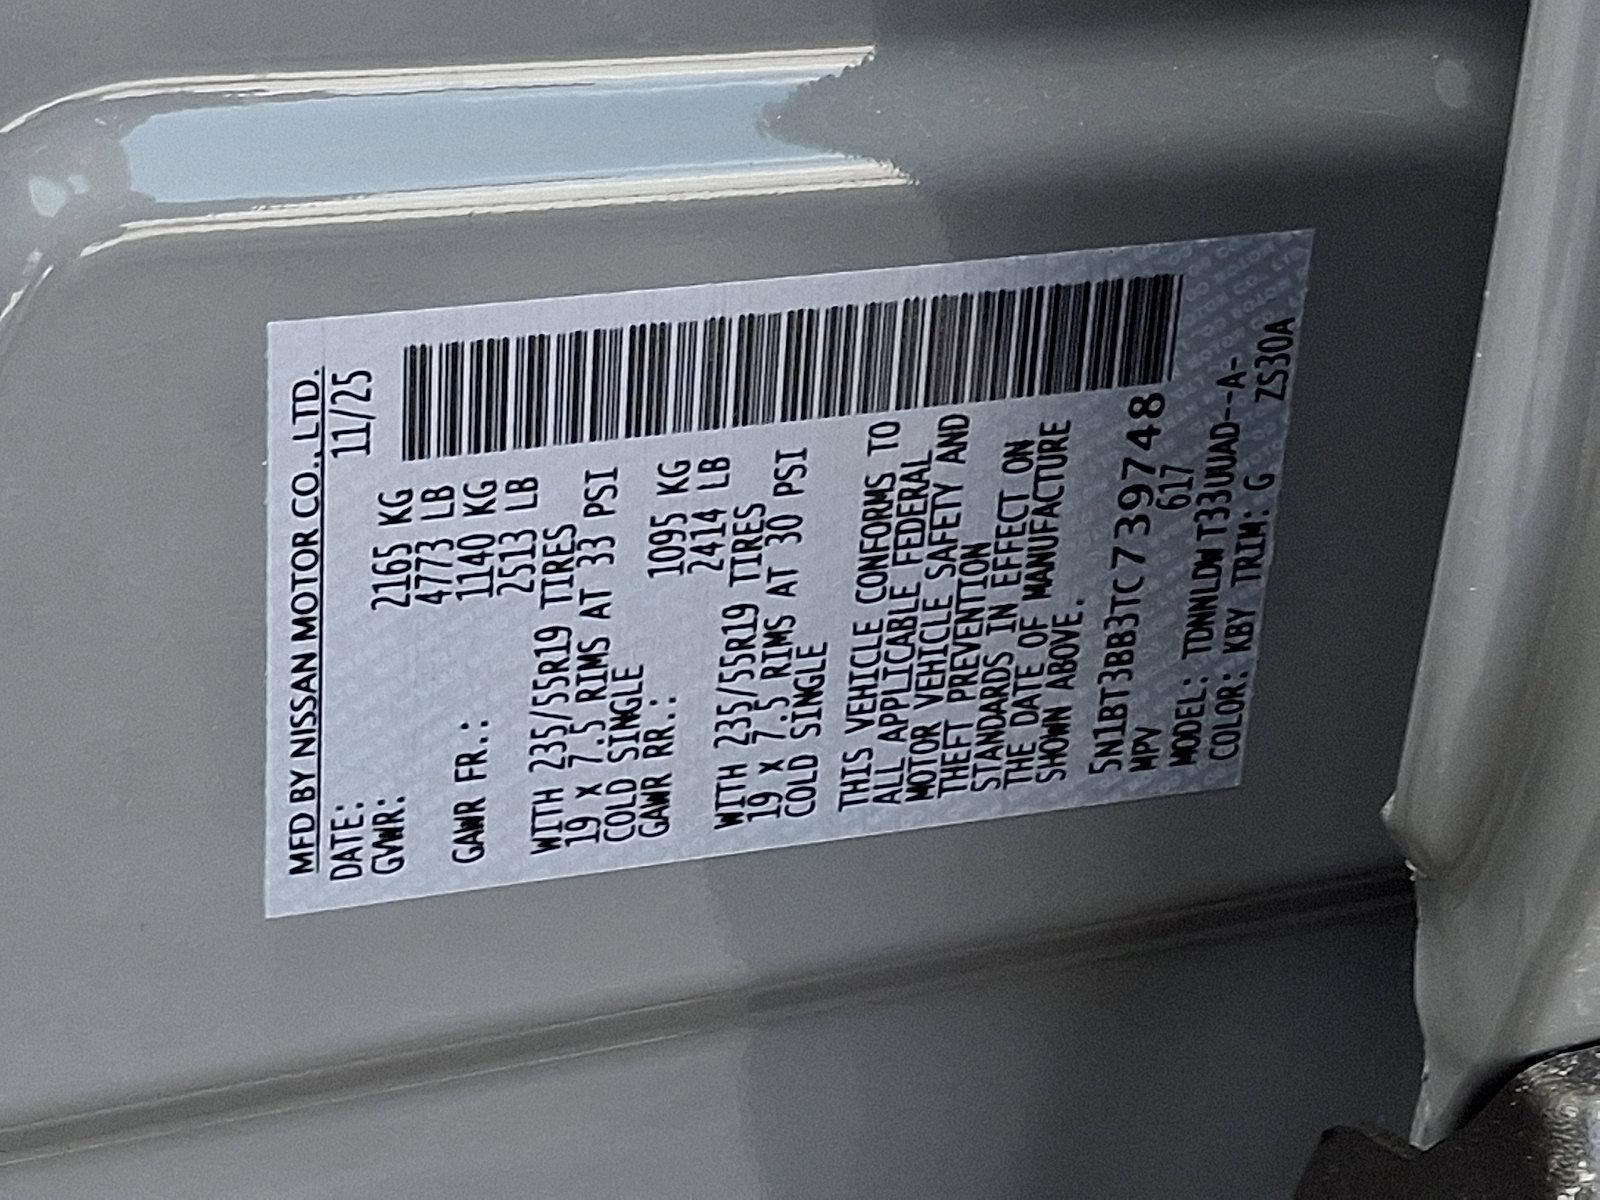 MFD BY NISSAN MOTOR CO., LTD.
DATE: 11/25
GVWR: 2165 KG
4773 LB
GAWR FR.: 1140 KG
2513 LB
WITH 235/55R19 TIRES
19 x 7.5 RIMS AT 33 PSI
COLD SINGLE
GAWR RR.: 1095 KG
2414 LB
WITH 235/55R19 TIRES
19 x 7.5 RIMS AT 30 PSI
COLD SINGLE
THIS VEHICLE CONFORMS TO
ALL APPLICABLE FEDERAL
MOTOR VEHICLE SAFETY AND
THEFT PREVENTION
STANDARDS IN EFFECT ON
THE DATE OF MANUFACTURE
SHOWN ABOVE.
5N1BT3BB3TC739748
MPV 617
MODEL: TDNNLDWT33UUAD--A-
COLOR: KBY TRIM: G ZS30A